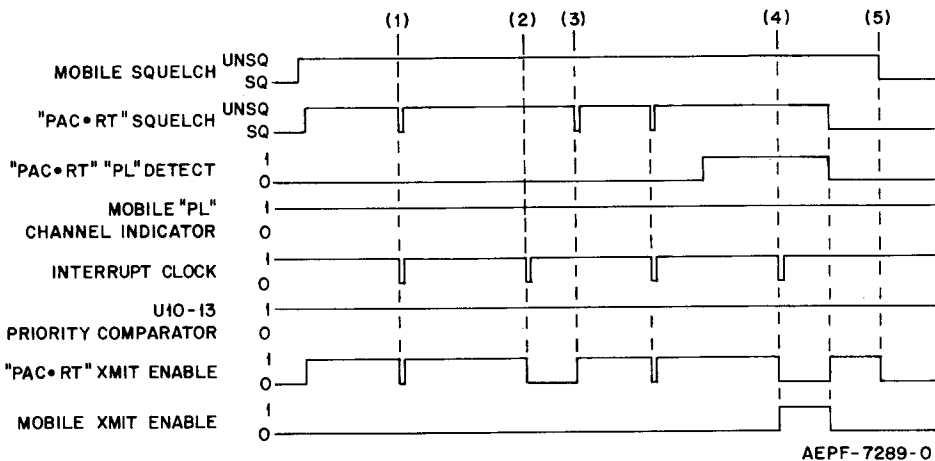 (1) (2) (3) (4) (5)
MOBILE SQUELCH UNSQ
SQ
"PAC•RT" SQUELCH UNSQ
SQ
"PAC•RT" "PL" DETECT 1
0
MOBILE "PL" 1
CHANNEL INDICATOR 0
INTERRUPT CLOCK 1
0
U10-13 1
PRIORITY COMPARATOR 0
"PAC•RT" XMIT ENABLE 1
0
MOBILE XMIT ENABLE 1
0
AEPF-7289-O